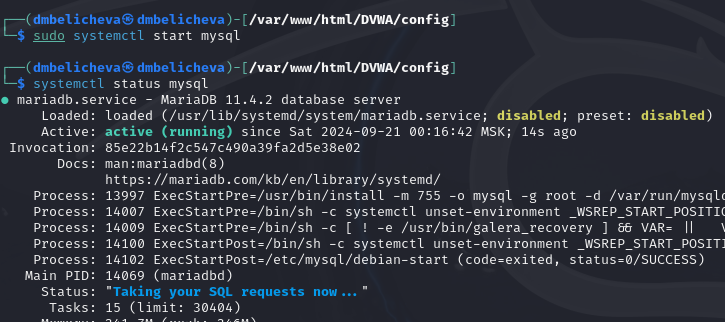 ┌──(dmbelicheva㉿dmbelicheva)-[/var/www/html/DVWA/config]
└─$ sudo systemctl start mysql
┌──(dmbelicheva㉿dmbelicheva)-[/var/www/html/DVWA/config]
└─$ systemctl status mysql
● mariadb.service - MariaDB 11.4.2 database server
Loaded: loaded (/usr/lib/systemd/system/mariadb.service; disabled; preset: disabled)
Active: active (running) since Sat 2024-09-21 00:16:42 MSK; 14s ago
Invocation: 85e22b14f2c547c490a39fa2d5e38e02
Docs: man:mariadbd(8)
https://mariadb.com/kb/en/library/systemd/
Process: 13997 ExecStartPre=/usr/bin/install -m 755 -o mysql -g root -d /var/run/mysqld
Process: 14007 ExecStartPre=/bin/sh -c systemctl unset-environment _WSREP_START_POSITIO
Process: 14009 ExecStartPre=/bin/sh -c [ ! -e /usr/bin/galera_recovery ] && VAR= || V
Process: 14100 ExecStartPost=/bin/sh -c systemctl unset-environment _WSREP_START_POSITI
Process: 14102 ExecStartPost=/etc/mysql/debian-start (code=exited, status=0/SUCCESS)
Main PID: 14069 (mariadbd)
Status: "Taking your SQL requests now..."
Tasks: 15 (limit: 30404)